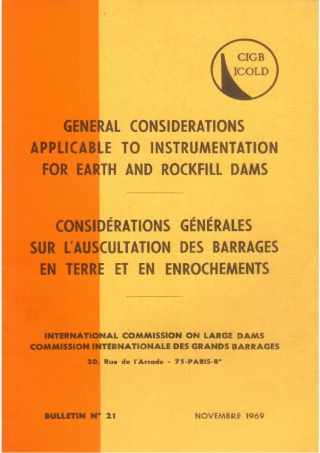 CIGB
ICOLD
GENERAL CONSIDERATIONS
APPLICABLE TO INSTRUMENTATION
FOR EARTH AND ROCKFILL DAMS
CONSIDÉRATIONS GÉNÉRALES
SUR L'AUSCULTATION DES BARRAGES
EN TERRE ET EN ENROCHEMENTS
INTERNATIONAL COMMISSION ON LARGE DAMS
COMMISSION INTERNATIONALE DES GRANDS BARRAGES
20, Rue de l'Arcade - 75-PARIS-8e
BULLETIN N° 21 NOVEMBRE 1969